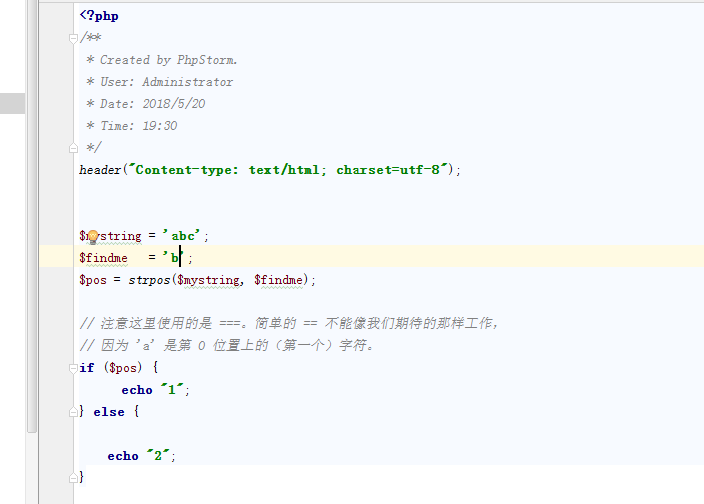 <?php
/**
 * Created by PhpStorm.
 * User: Administrator
 * Date: 2018/5/20
 * Time: 19:30
 */
header("Content-type: text/html; charset=utf-8");
$mystring = 'abc';
$findme   = 'b';
$pos = strpos($mystring, $findme);
// 注意这里使用的是 ===。简单的 == 不能像我们期待的那样工作，
// 因为 'a' 是第 0 位置上的（第一个）字符。
if ($pos) {
    echo "1";
} else {
    echo "2";
}